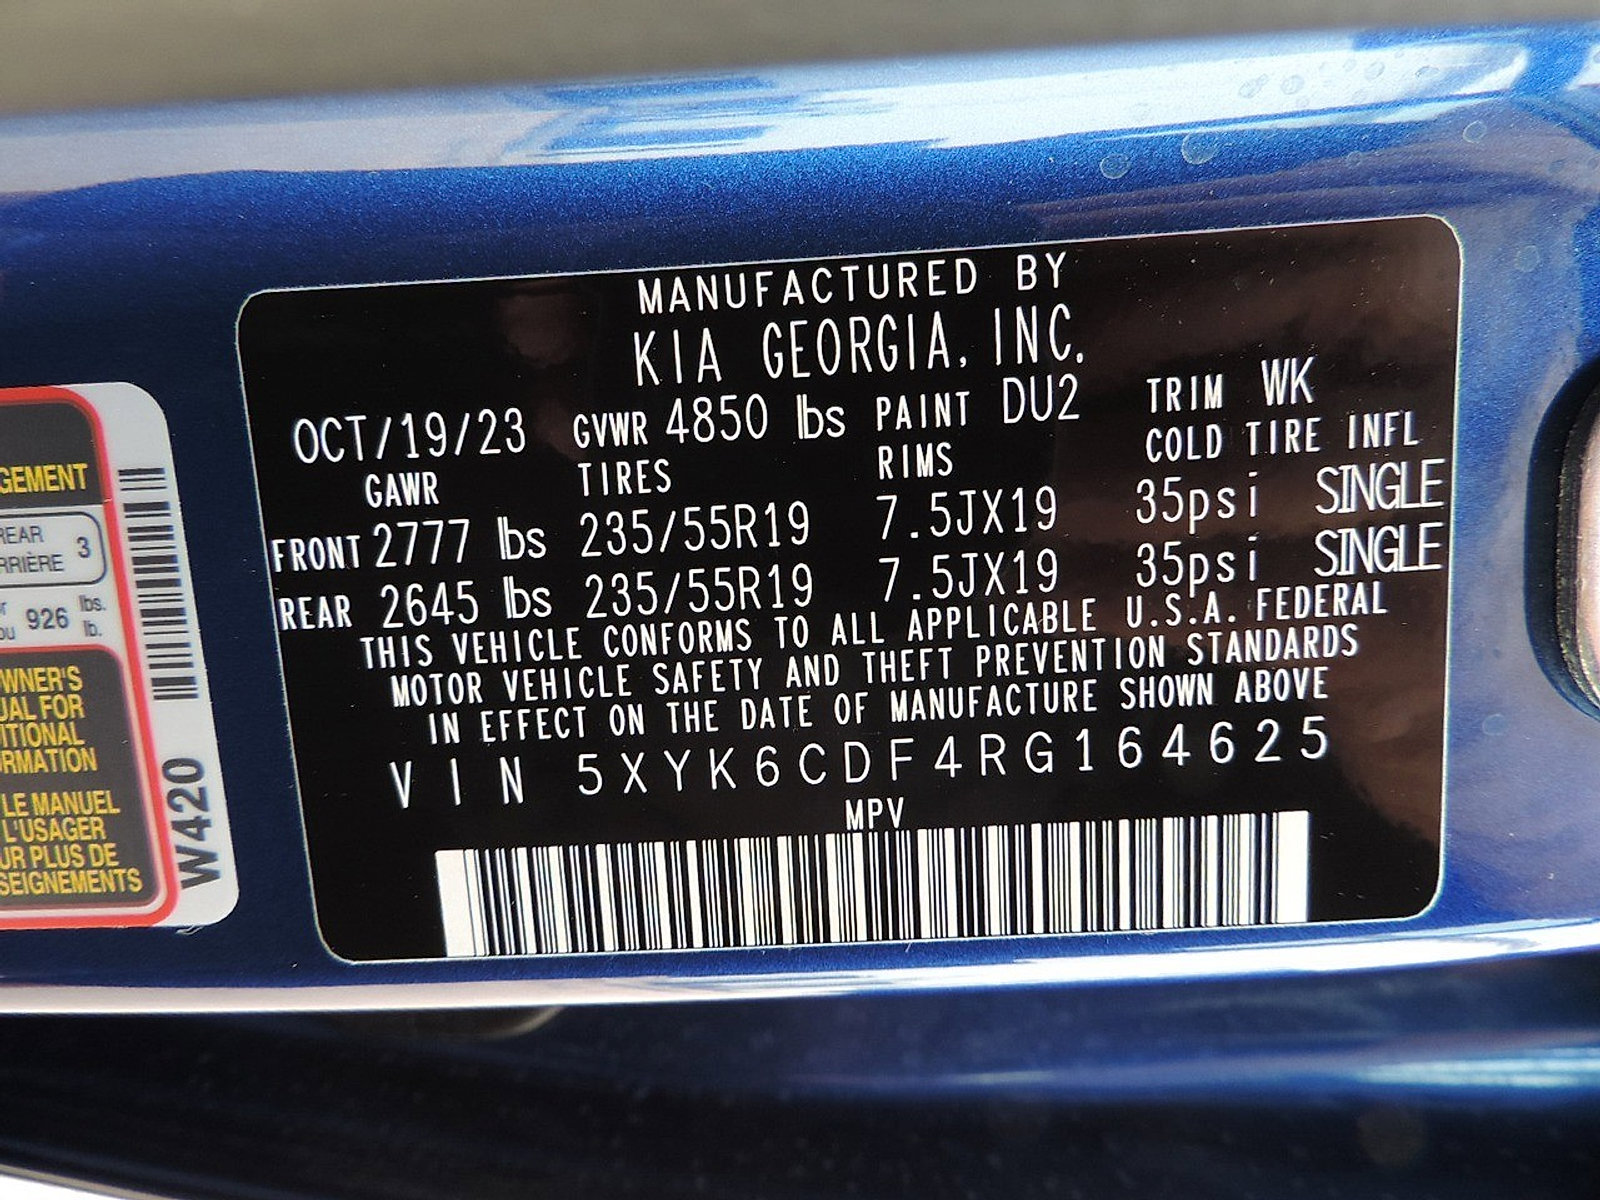 MANUFACTURED BY
KIA GEORGIA, INC.
OCT/19/23 GVWR 4850 lbs PAINT DU2 TRIM WK
GAWR TIRES RIMS COLD TIRE INFL
FRONT 2777 lbs 235/55R19 7.5JX19 35psi SINGLE
REAR 2645 lbs 235/55R19 7.5JX19 35psi SINGLE
THIS VEHICLE CONFORMS TO ALL APPLICABLE U.S.A. FEDERAL
MOTOR VEHICLE SAFETY AND THEFT PREVENTION STANDARDS
IN EFFECT ON THE DATE OF MANUFACTURE SHOWN ABOVE
VIN 5XYK6CDF4RG164625
MPV
GEMENT
REAR
RRIÈRE 3
or
ou 926 lbs.
lb.
WNER'S
UAL FOR
ITIONAL
RMATION
LE MANUEL
L'USAGER
UR PLUS DE
SEIGNEMENTS
W420